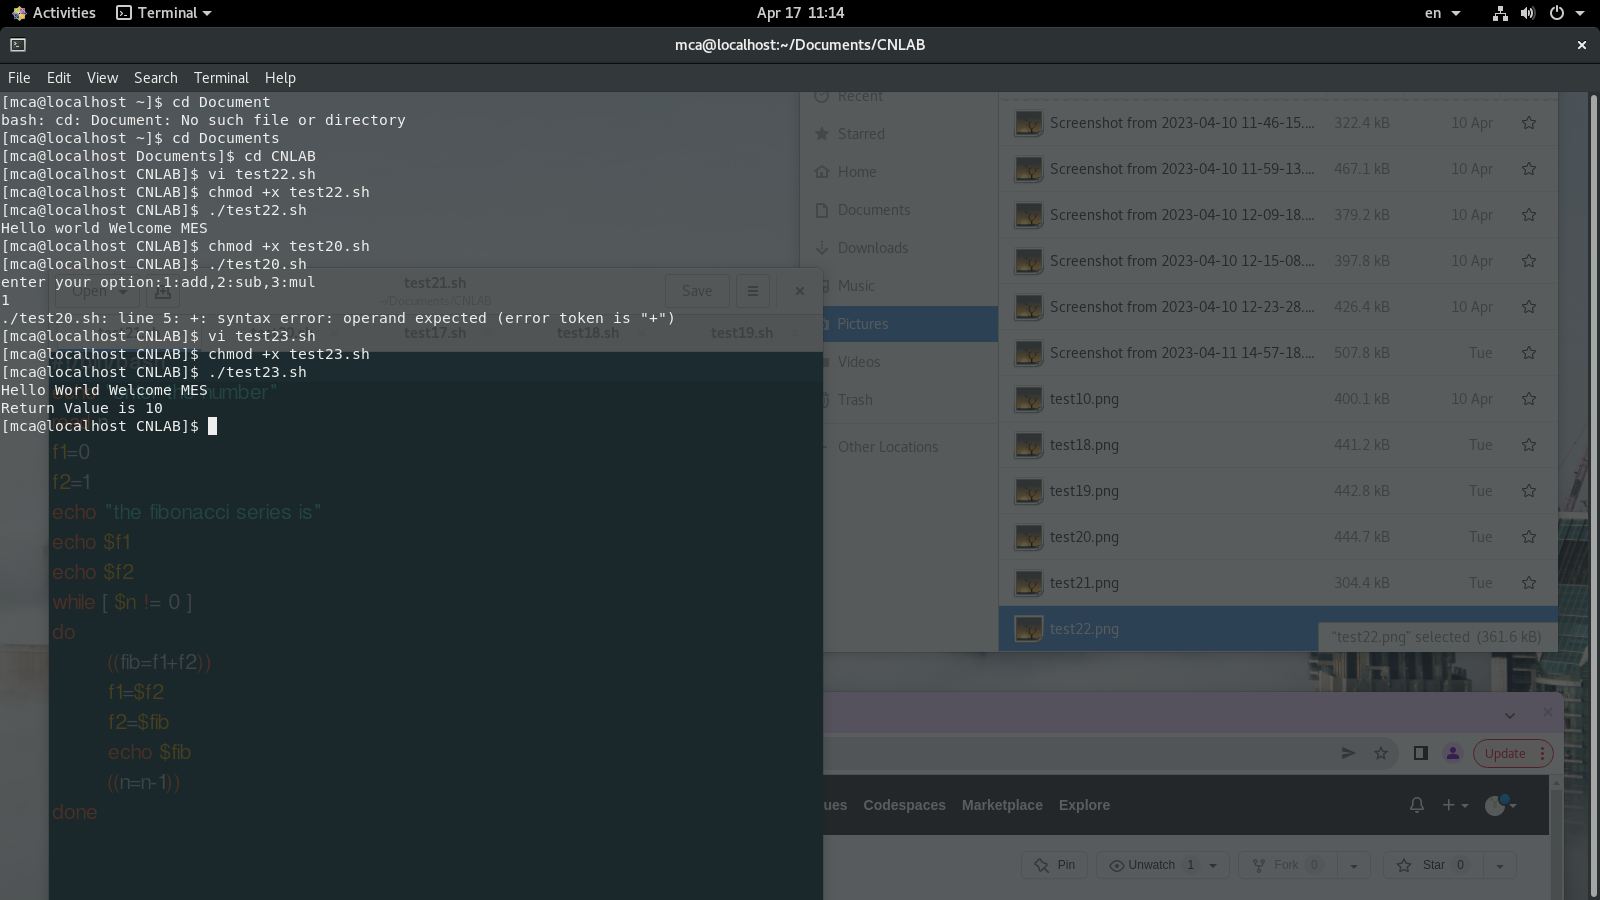 Activities Terminal Apr 17 11:14 en
mca@localhost:~/Documents/CNLAB
File Edit View Search Terminal Help
[mca@localhost ~]$ cd Document
bash: cd: Document: No such file or directory
[mca@localhost ~]$ cd Documents
[mca@localhost Documents]$ cd CNLAB
[mca@localhost CNLAB]$ vi test22.sh
[mca@localhost CNLAB]$ chmod +x test22.sh
[mca@localhost CNLAB]$ ./test22.sh
Hello world Welcome MES
[mca@localhost CNLAB]$ chmod +x test20.sh
[mca@localhost CNLAB]$ ./test20.sh
enter your option:1:add,2:sub,3:mul
1
./test20.sh: line 5: +: syntax error: operand expected (error token is "+")
[mca@localhost CNLAB]$ vi test23.sh
[mca@localhost CNLAB]$ chmod +x test23.sh
[mca@localhost CNLAB]$ ./test23.sh
Hello World Welcome MES
Return Value is 10
[mca@localhost CNLAB]$
Open test21.sh Save
~/Documents/CNLAB
test17.sh test18.sh test19.sh
number"
f1=0
f2=1
echo "the fibonacci series is"
echo $f1
echo $f2
while [ $n != 0 ]
do
((fib=f1+f2))
f1=$f2
f2=$fib
echo $fib
((n=n-1))
done
Recent
Starred
Home
Documents
Downloads
Music
Pictures
Videos
Trash
Other Locations
Screenshot from 2023-04-10 11-46-15.... 322.4 kB 10 Apr
Screenshot from 2023-04-10 11-59-13.... 467.1 kB 10 Apr
Screenshot from 2023-04-10 12-09-18.... 379.2 kB 10 Apr
Screenshot from 2023-04-10 12-15-08.... 397.8 kB 10 Apr
Screenshot from 2023-04-10 12-23-28.... 426.4 kB 10 Apr
Screenshot from 2023-04-11 14-57-18.... 507.8 kB Tue
test10.png 400.1 kB 10 Apr
test18.png 441.2 kB Tue
test19.png 442.8 kB Tue
test20.png 444.7 kB Tue
test21.png 304.4 kB Tue
test22.png
"test22.png" selected (361.6 kB)
Update
ues Codespaces Marketplace Explore
Pin Unwatch 1 Fork 0 Star 0